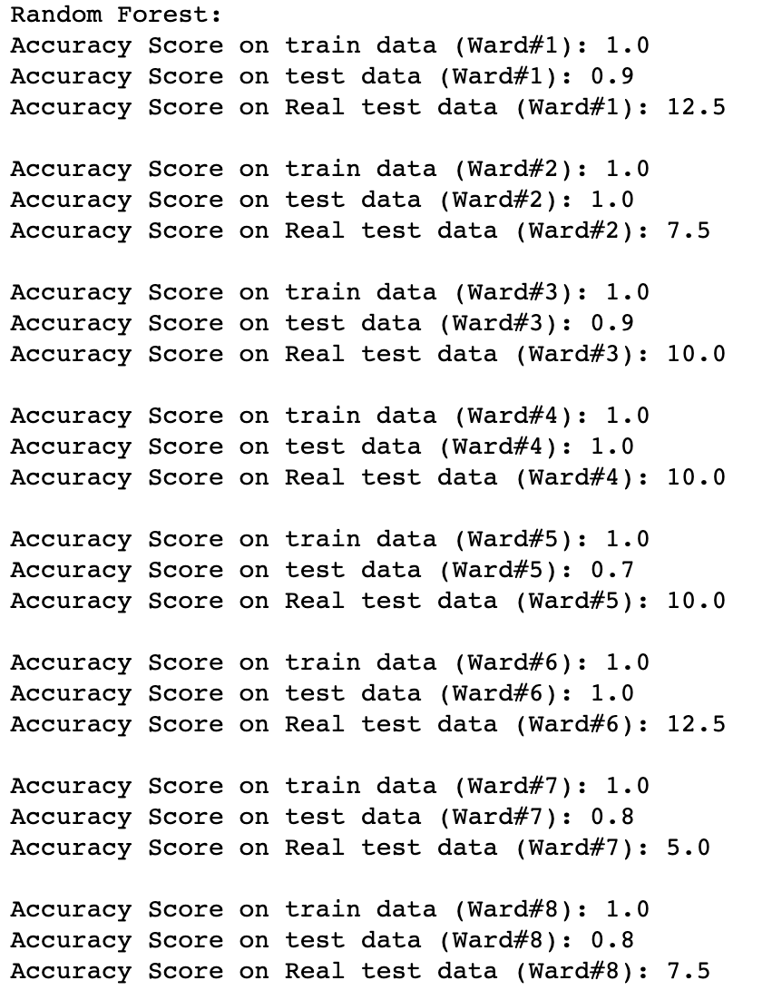 Random Forest:
Accuracy Score on train data (Ward#1): 1.0
Accuracy Score on test data (Ward#1): 0.9
Accuracy Score on Real test data (Ward#1): 12.5
Accuracy Score on train data (Ward#2): 1.0
Accuracy Score on test data (Ward#2): 1.0
Accuracy Score on Real test data (Ward#2): 7.5
Accuracy Score on train data (Ward#3): 1.0
Accuracy Score on test data (Ward#3): 0.9
Accuracy Score on Real test data (Ward#3): 10.0
Accuracy Score on train data (Ward#4): 1.0
Accuracy Score on test data (Ward#4): 1.0
Accuracy Score on Real test data (Ward#4): 10.0
Accuracy Score on train data (Ward#5): 1.0
Accuracy Score on test data (Ward#5): 0.7
Accuracy Score on Real test data (Ward#5): 10.0
Accuracy Score on train data (Ward#6): 1.0
Accuracy Score on test data (Ward#6): 1.0
Accuracy Score on Real test data (Ward#6): 12.5
Accuracy Score on train data (Ward#7): 1.0
Accuracy Score on test data (Ward#7): 0.8
Accuracy Score on Real test data (Ward#7): 5.0
Accuracy Score on train data (Ward#8): 1.0
Accuracy Score on test data (Ward#8): 0.8
Accuracy Score on Real test data (Ward#8): 7.5